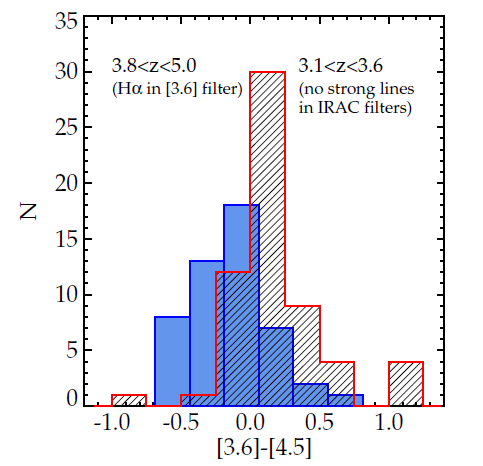 35
30
25
20
15
10
5
0
N
3.8<z<5.0
(Hα in [3.6] filter)
3.1<z<3.6
(no strong lines
in IRAC filters)
-1.0 -0.5 0.0 0.5 1.0
[3.6]-[4.5]